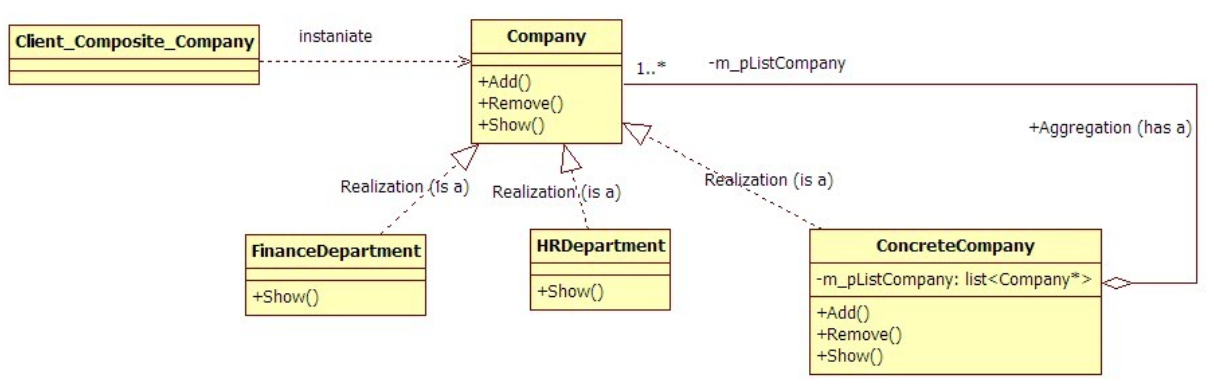 Client_Composite_Company
instaniate
Company
+Add()
+Remove()
+Show()
1..*
-m_pListCompany
+Aggregation (has a)
Realization (is a)
Realization (is a)
Realization (is a)
FinanceDepartment
+Show()
HRDepartment
+Show()
ConcreteCompany
-m_pListCompany: list<Company*>
+Add()
+Remove()
+Show()